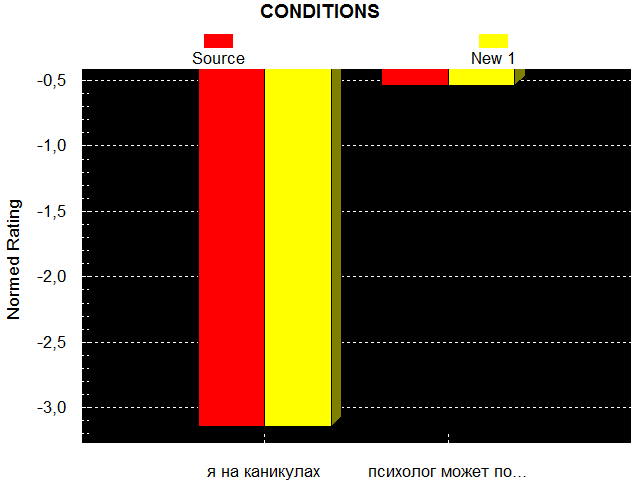 CONDITIONS
Source
New 1
Normed Rating
-0,5
-1,0
-1,5
-2,0
-2,5
-3,0
я на каникулах
психолог может по...